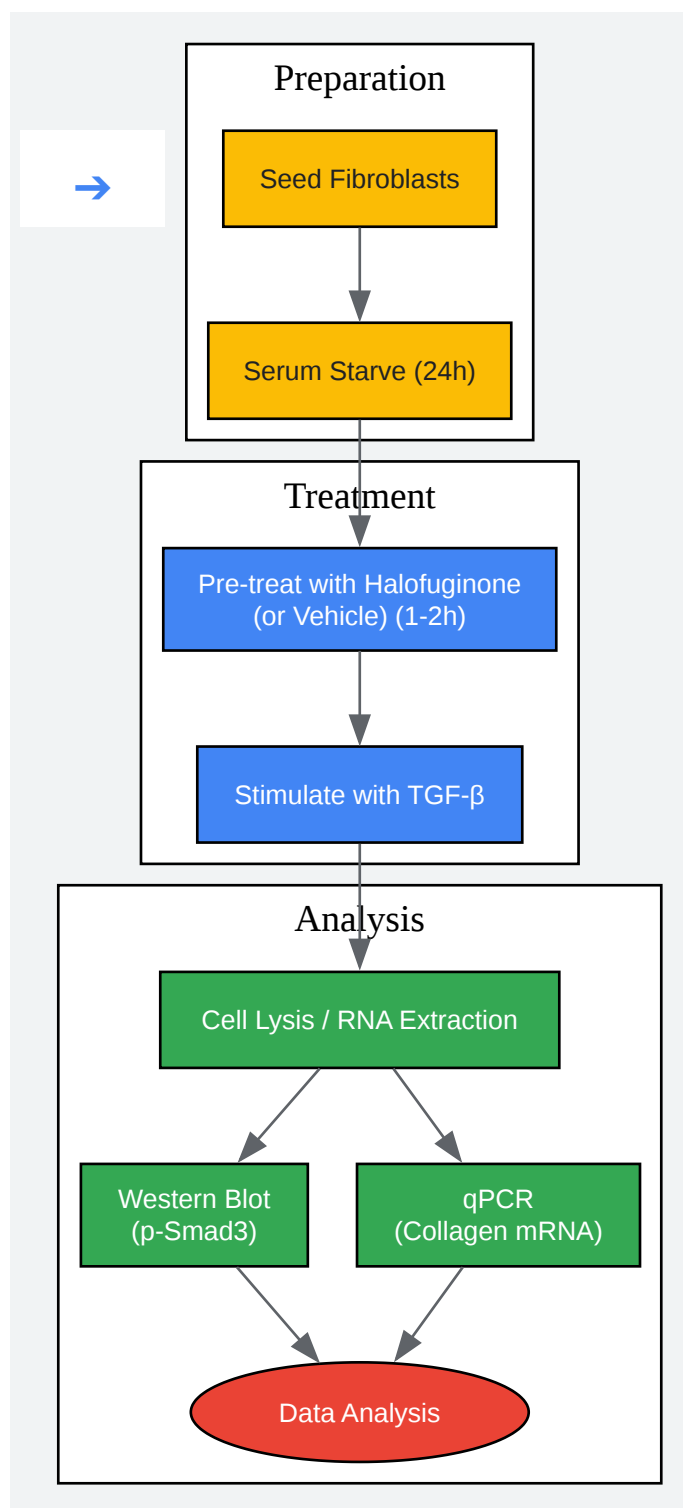 Preparation
Seed Fibroblasts
➔
Serum Starve (24h)
Treatment
Pre-treat with Halofuginone
(or Vehicle) (1-2h)
Stimulate with TGF-β
Analysis
Cell Lysis / RNA Extraction
Western Blot
(p-Smad3)
qPCR
(Collagen mRNA)
Data Analysis